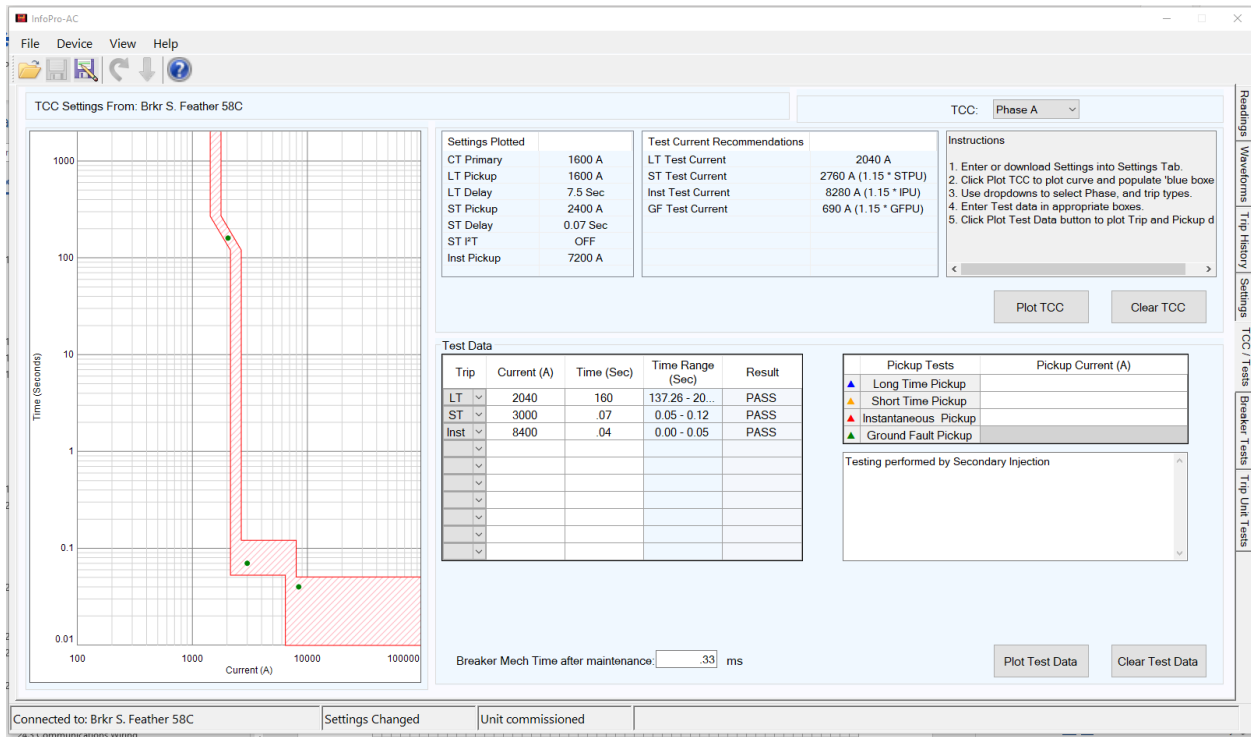 InfoPro-AC
File Device View Help
TCC Settings From: Brkr S. Feather 58C
TCC: Phase A
Settings Plotted
CT Primary 1600 A
LT Pickup 1600 A
LT Delay 7.5 Sec
ST Pickup 2400 A
ST Delay 0.07 Sec
ST I²T OFF
Inst Pickup 7200 A
Test Current Recommendations
LT Test Current 2040 A
ST Test Current 2760 A (1.15 * STPU)
Inst Test Current 8280 A (1.15 * IPU)
GF Test Current 690 A (1.15 * GFPU)
Instructions
1. Enter or download Settings into Settings Tab.
2. Click Plot TCC to plot curve and populate 'blue boxe
3. Use dropdowns to select Phase, and trip types.
4. Enter Test data in appropriate boxes.
5. Click Plot Test Data button to plot Trip and Pickup d
Plot TCC Clear TCC
Time (Seconds)
1000
100
10
1
0.1
0.01
100 1000 10000 100000
Current (A)
Test Data
Trip Current (A) Time (Sec) Time Range (Sec) Result
LT 2040 160 137.26 - 20... PASS
ST 3000 .07 0.05 - 0.12 PASS
Inst 8400 .04 0.00 - 0.05 PASS
Pickup Tests Pickup Current (A)
Long Time Pickup
Short Time Pickup
Instantaneous Pickup
Ground Fault Pickup
Testing performed by Secondary Injection
Breaker Mech Time after maintenance: .33 ms
Plot Test Data Clear Test Data
Readings
Waveforms
Trip History
Settings
TCC / Tests
Breaker Tests
Trip Unit Tests
Connected to: Brkr S. Feather 58C Settings Changed Unit commissioned